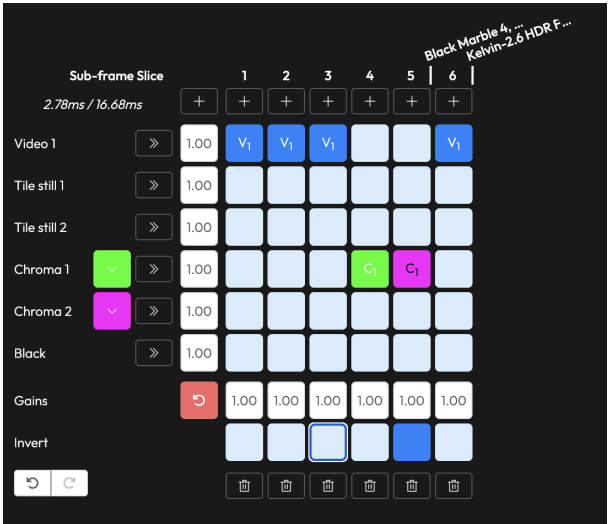 Black Marble 4, ...
Kelvin-2.6 HDR F...
Sub-frame Slice 1 2 3 4 5 6
2.78ms / 16.68ms + + + + + + +
Video 1 1.00 V1 V1 V1 V1
Tile still 1 1.00
Tile still 2 1.00
Chroma 1 1.00 C1 C1
Chroma 2 1.00
Black 1.00
Gains 1.00 1.00 1.00 1.00 1.00 1.00
Invert